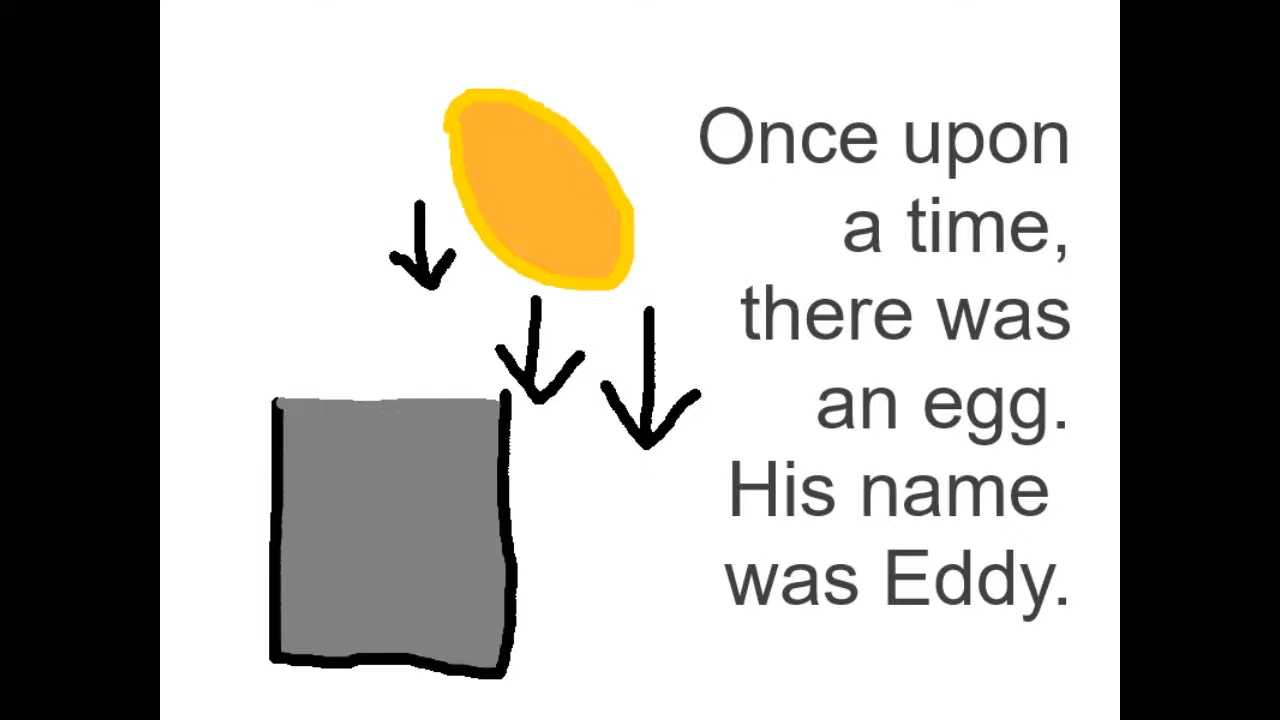 Once upon
a time,
there was
an egg.
His name
was Eddy.